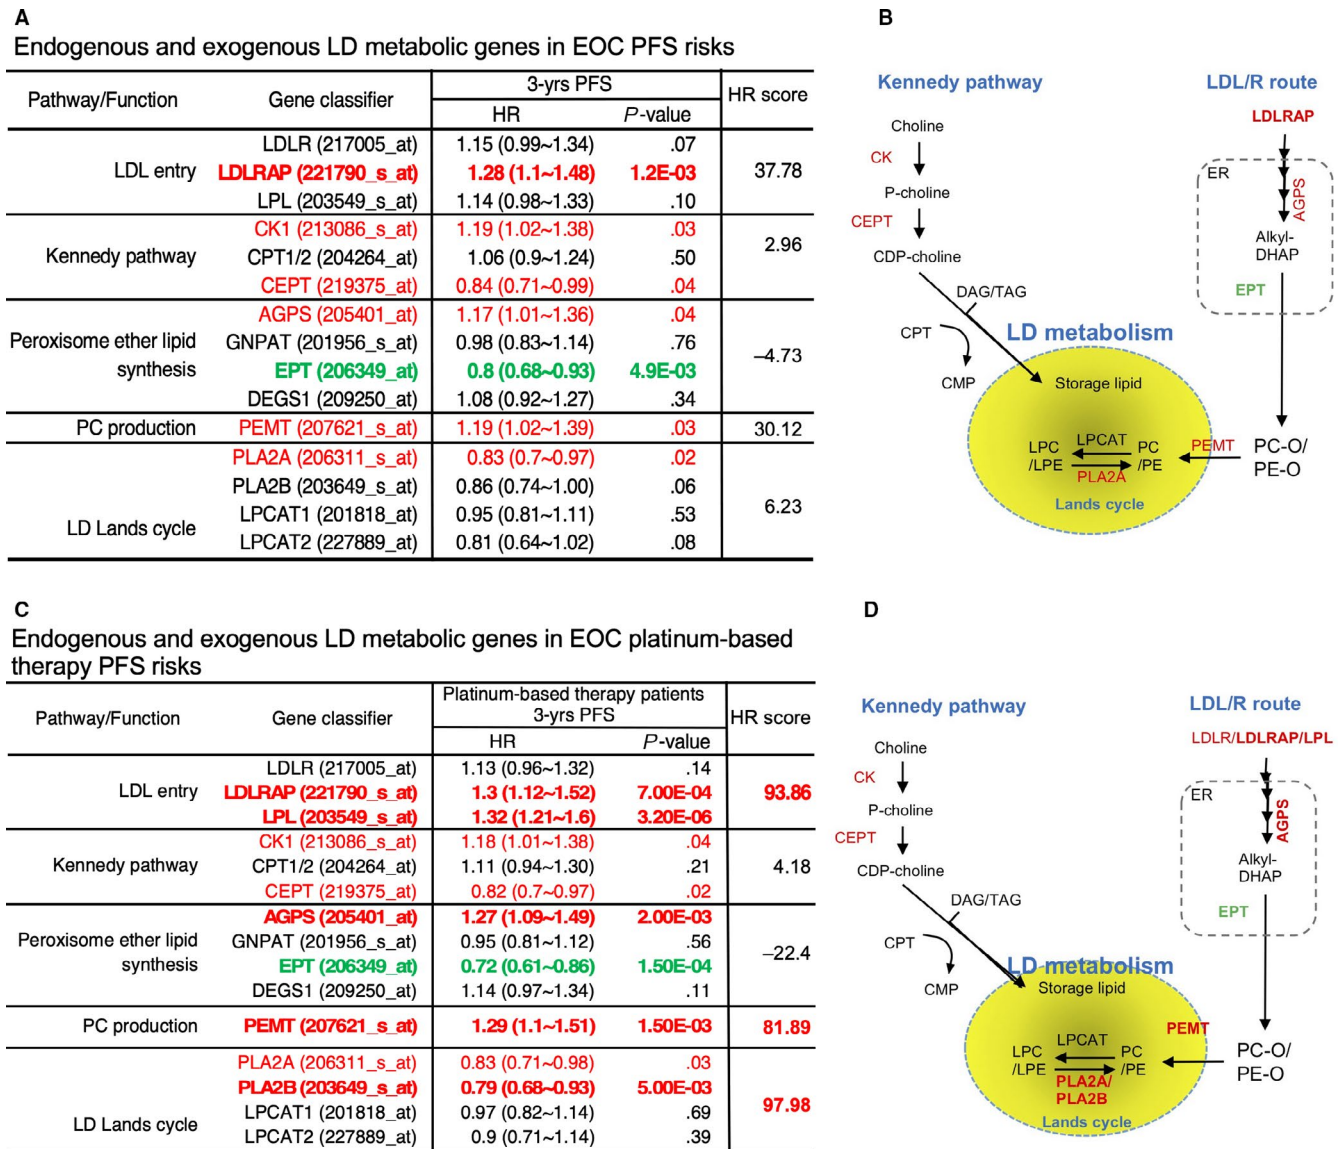 A
Endogenous and exogenous LD metabolic genes in EOC PFS risks
Pathway/Function Gene classifier 3-yrs PFS HR score
HR P-value
LDL entry 37.78
LDLR (217005_at) 1.15 (0.99~1.34) .07
LDLRAP (221790_s_at) 1.28 (1.1~1.48) 1.2E-03
LPL (203549_s_at) 1.14 (0.98~1.33) .10
Kennedy pathway 2.96
CK1 (213086_s_at) 1.19 (1.02~1.38) .03
CPT1/2 (204264_at) 1.06 (0.9~1.24) .50
CEPT (219375_at) 0.84 (0.71~0.99) .04
Peroxisome ether lipid
synthesis –4.73
AGPS (205401_at) 1.17 (1.01~1.36) .04
GNPAT (201956_s_at) 0.98 (0.83~1.14) .76
EPT (206349_at) 0.8 (0.68~0.93) 4.9E-03
DEGS1 (209250_at) 1.08 (0.92~1.27) .34
PC production PEMT (207621_s_at) 1.19 (1.02~1.39) .03 30.12
LD Lands cycle 6.23
PLA2A (206311_s_at) 0.83 (0.7~0.97) .02
PLA2B (203649_s_at) 0.86 (0.74~1.00) .06
LPCAT1 (201818_at) 0.95 (0.81~1.11) .53
LPCAT2 (227889_at) 0.81 (0.64~1.02) .08
B
Kennedy pathway
Choline
CK
P-choline
CEPT
CDP-choline
DAG/TAG
CPT
CMP
LDL/R route
LDLRAP
ER
AGPS
Alkyl-
DHAP
EPT
LD metabolism
Storage lipid
LPC
/LPE
LPCAT
PLA2A
PC
/PE
Lands cycle
PEMT
PC-O/
PE-O
C
Endogenous and exogenous LD metabolic genes in EOC platinum-based
therapy PFS risks
Pathway/Function Gene classifier Platinum-based therapy patients
3-yrs PFS HR score
HR P-value
LDL entry 93.86
LDLR (217005_at) 1.13 (0.96~1.32) .14
LDLRAP (221790_s_at) 1.3 (1.12~1.52) 7.00E-04
LPL (203549_s_at) 1.32 (1.21~1.6) 3.20E-06
Kennedy pathway 4.18
CK1 (213086_s_at) 1.18 (1.01~1.38) .04
CPT1/2 (204264_at) 1.11 (0.94~1.30) .21
CEPT (219375_at) 0.82 (0.7~0.97) .02
Peroxisome ether lipid
synthesis –22.4
AGPS (205401_at) 1.27 (1.09~1.49) 2.00E-03
GNPAT (201956_s_at) 0.95 (0.81~1.12) .56
EPT (206349_at) 0.72 (0.61~0.86) 1.50E-04
DEGS1 (209250_at) 1.14 (0.97~1.34) .11
PC production PEMT (207621_s_at) 1.29 (1.1~1.51) 1.50E-03 81.89
LD Lands cycle 97.98
PLA2A (206311_s_at) 0.83 (0.71~0.98) .03
PLA2B (203649_s_at) 0.79 (0.68~0.93) 5.00E-03
LPCAT1 (201818_at) 0.97 (0.82~1.14) .69
LPCAT2 (227889_at) 0.9 (0.71~1.14) .39
D
Kennedy pathway
Choline
CK
P-choline
CEPT
CDP-choline
DAG/TAG
CPT
CMP
LDL/R route
LDLR/LDLRAP/LPL
ER
AGPS
Alkyl-
DHAP
EPT
LD metabolism
Storage lipid
LPC
/LPE
LPCAT
PLA2A/
PLA2B
PC
/PE
Lands cycle
PEMT
PC-O/
PE-O